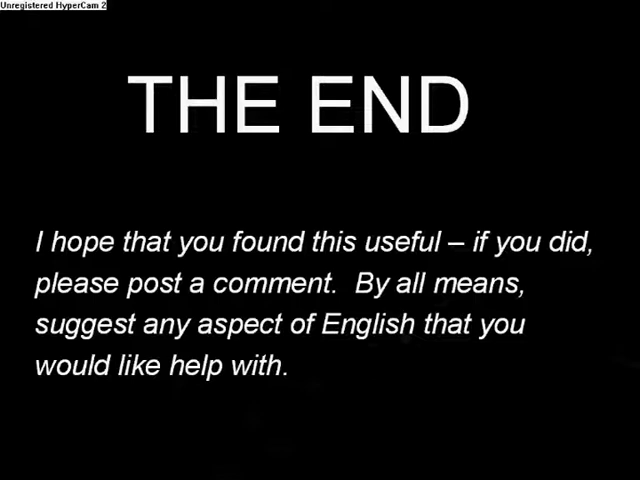 Unregistered HyperCam 2
THE END
I hope that you found this useful – if you did,
please post a comment.  By all means,
suggest any aspect of English that you
would like help with.